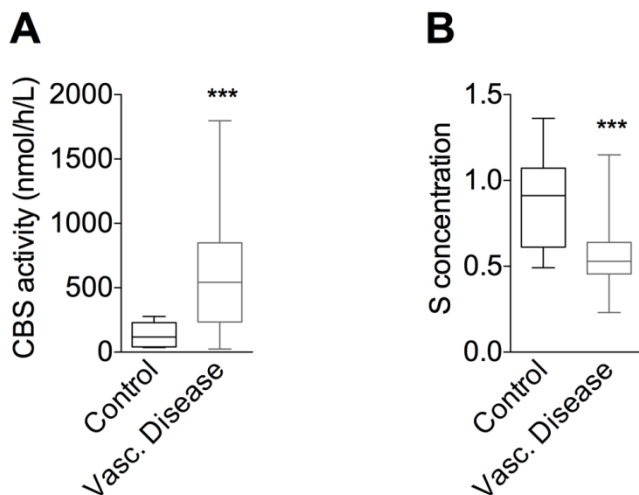 A
CBS activity (nmol/h/L)
2000
1500
1000
500
0
***
Control
Vasc. Disease
B
S concentration
1.5
1.0
0.5
0.0
***
Control
Vasc. Disease